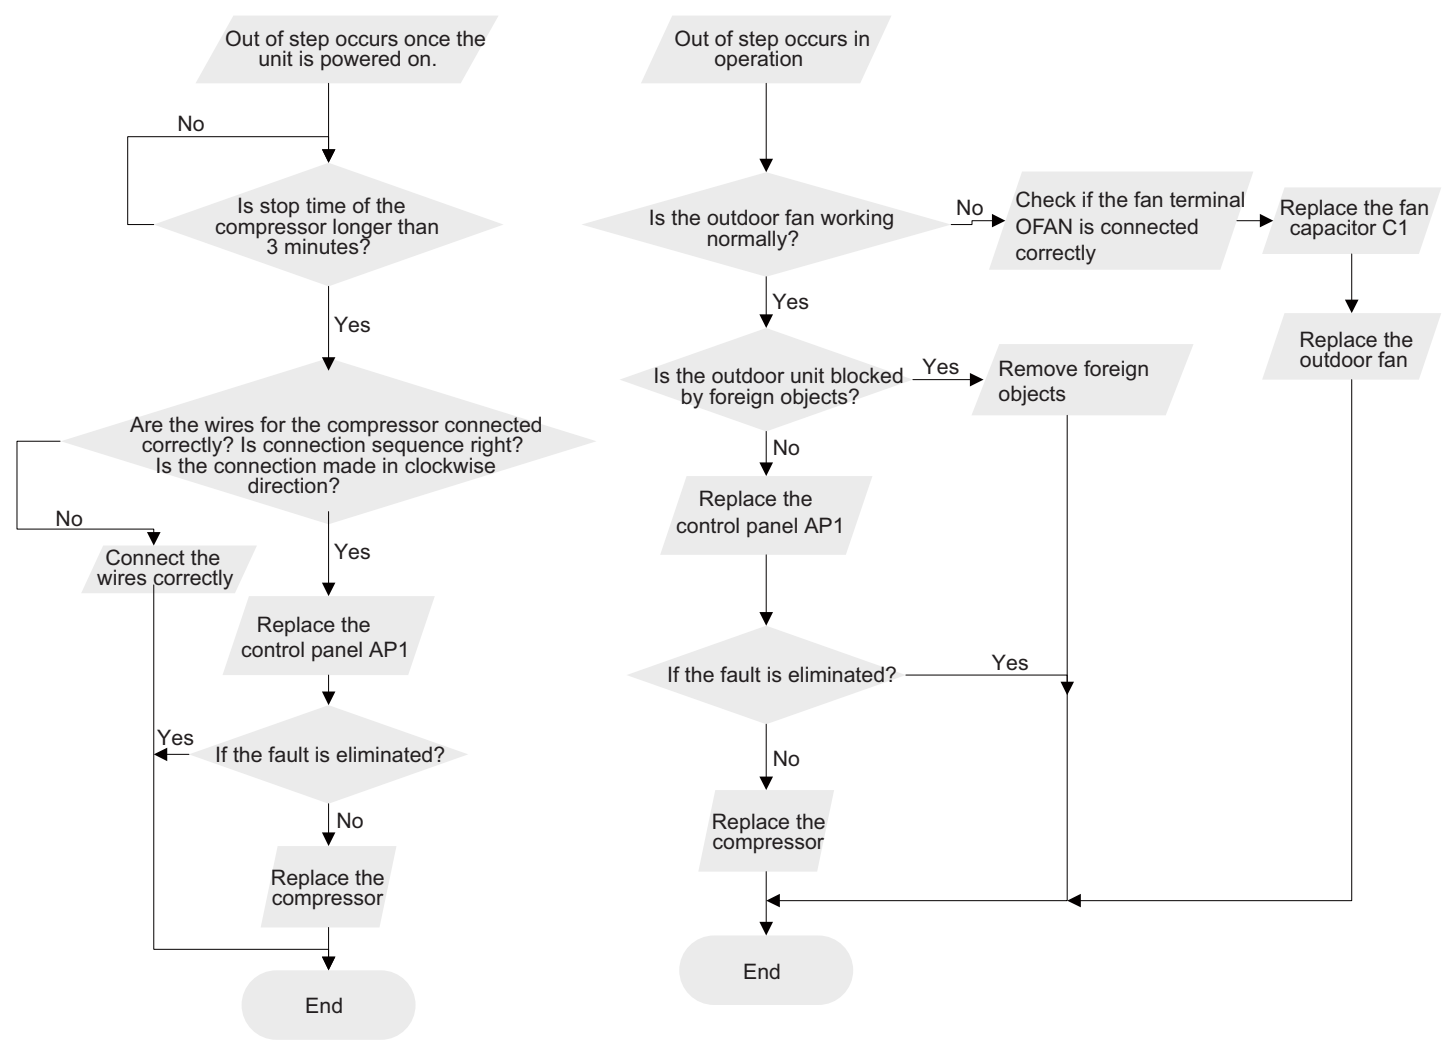 Out of step occurs once the
unit is powered on.
No
Is stop time of the
compressor longer than
3 minutes?
Yes
Are the wires for the compressor connected
correctly? Is connection sequence right?
Is the connection made in clockwise
direction?
No
Connect the
wires correctly
Yes
Replace the
control panel AP1
Yes
If the fault is eliminated?
No
Replace the
compressor
End
Out of step occurs in
operation
Is the outdoor fan working
normally?
No
Check if the fan terminal
OFAN is connected
correctly
Replace the fan
capacitor C1
Replace the
outdoor fan
Yes
Is the outdoor unit blocked
by foreign objects?
Yes
Remove foreign
objects
No
Replace the
control panel AP1
If the fault is eliminated?
Yes
No
Replace the
compressor
End